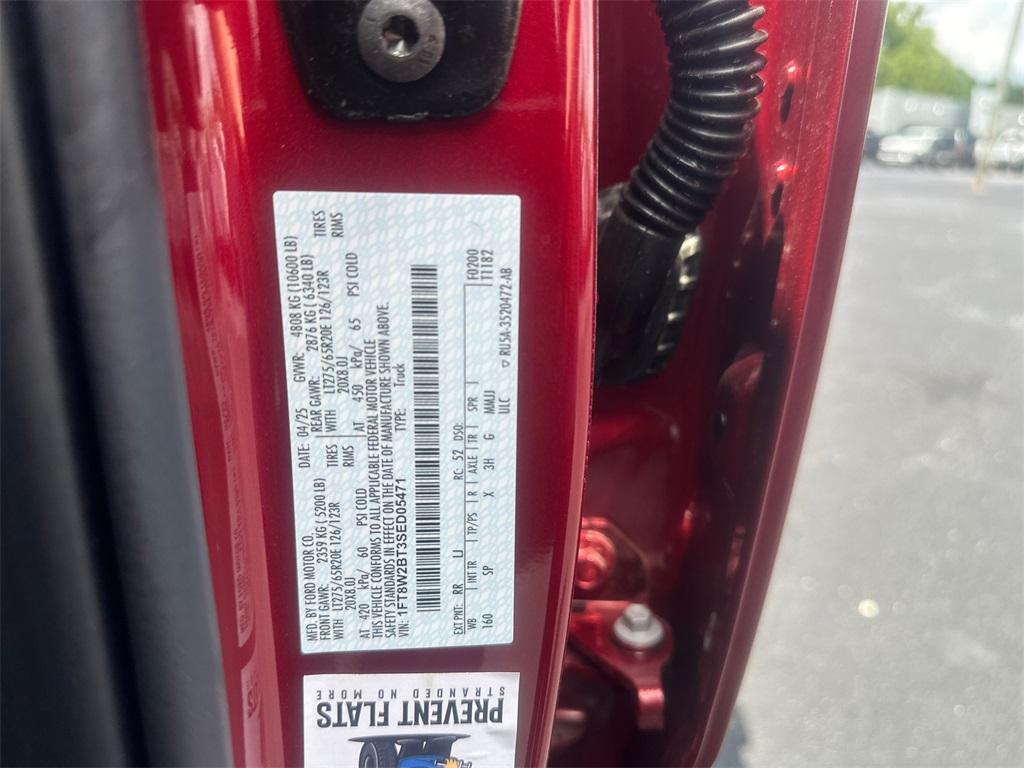 MFD. BY FORD MOTOR CO.
DATE: 04/25 GVWR: 4808 KG (10600 LB)
FRONT GAWR: 2359 KG (5200 LB) REAR GAWR: 2876 KG (6340 LB)
WITH LT275/65R20E 126/123R TIRES WITH LT275/65R20E 126/123R TIRES
20X8.0J RIMS 20X8.0J RIMS
AT 420 kPa/ 60 PSI COLD AT 450 kPa/ 65 PSI COLD
THIS VEHICLE CONFORMS TO ALL APPLICABLE FEDERAL MOTOR VEHICLE
SAFETY STANDARDS IN EFFECT ON THE DATE OF MANUFACTURE SHOWN ABOVE.
VIN: 1FT8W2BT3SED05471 TYPE: Truck
EXT PNT: RR IJ RC: 52 DSO: F0200
WB INT TR TP/PS R AXLE TR SPR T1182
160 SP X 3H G MMUJ
ULC RU5A-3520472-AB
PREVENT FLATS
STRANDED NO MORE